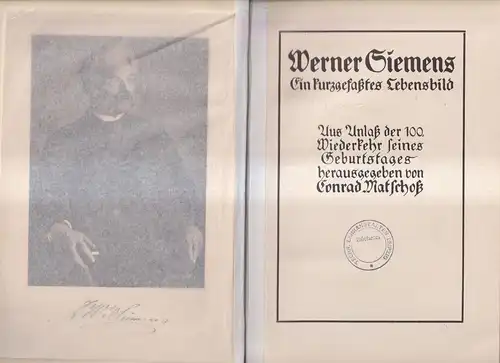 Werner Siemens
Ein kurzgefaßtes Lebensbild
Aus Anlaß der 100.
Wiederkehr seines
Geburtstages
herausgegeben von
Conrad Matschoß